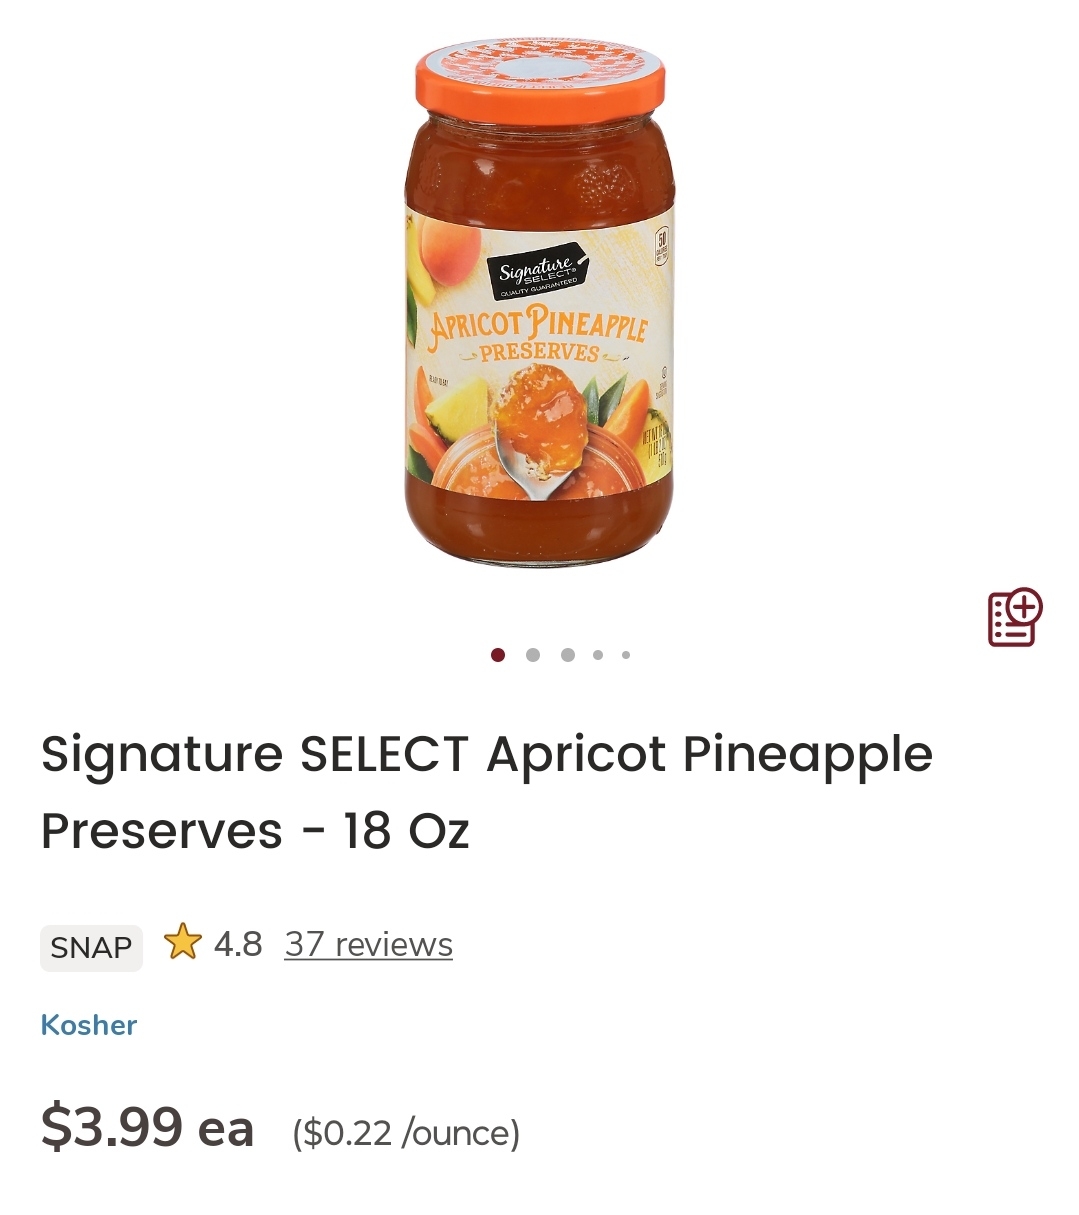 Signature
SELECT®
QUALITY GUARANTEED
50
APRICOT PINEAPPLE
PRESERVES
Signature SELECT Apricot Pineapple
Preserves - 18 Oz
SNAP 4.8 37 reviews
Kosher
$3.99 ea ($0.22 /ounce)